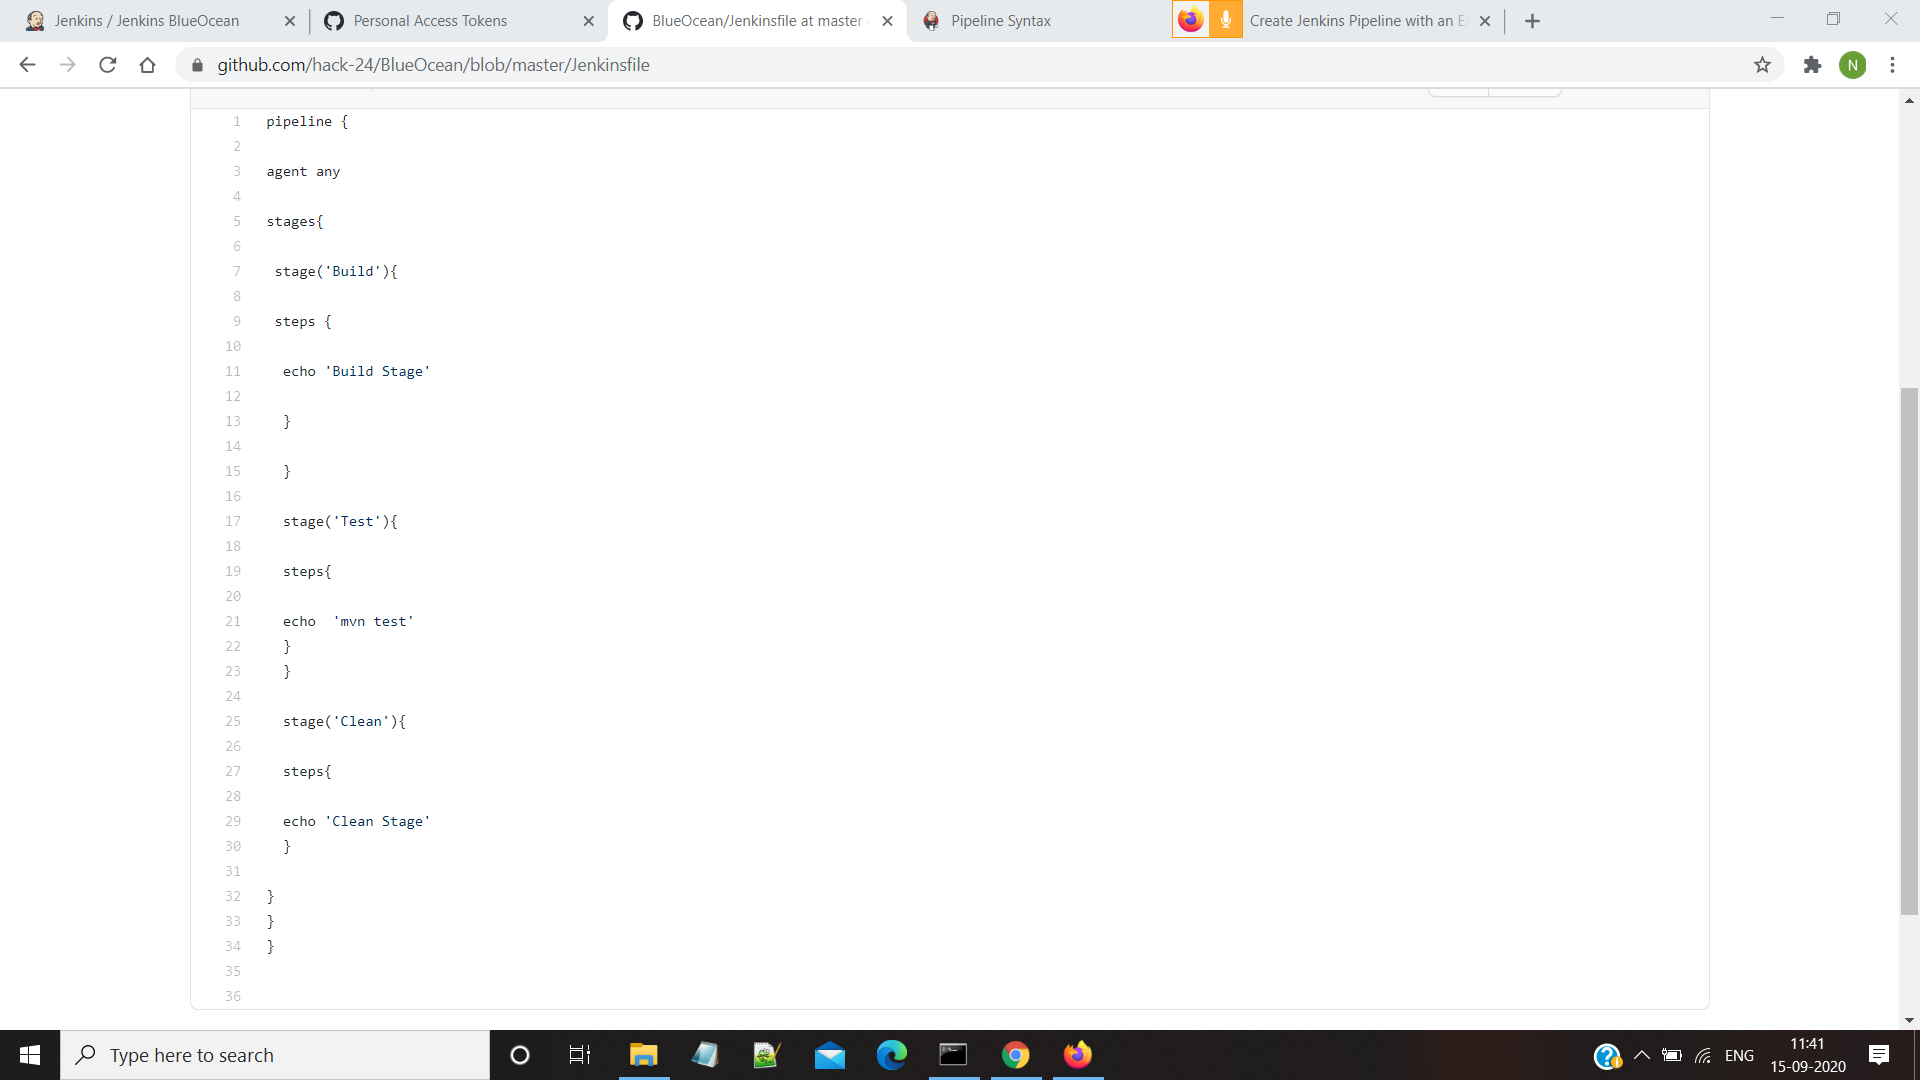 Jenkins / Jenkins BlueOcean
Personal Access Tokens
BlueOcean/Jenkinsfile at master
Pipeline Syntax
Create Jenkins Pipeline with an E
github.com/hack-24/BlueOcean/blob/master/Jenkinsfile
N
1 pipeline {
2
3 agent any
4
5 stages{
6
7 stage('Build'){
8
9 steps {
10
11 echo 'Build Stage'
12
13 }
14
15 }
16
17 stage('Test'){
18
19 steps{
20
21 echo  'mvn test'
22 }
23 }
24
25 stage('Clean'){
26
27 steps{
28
29 echo 'Clean Stage'
30 }
31
32 }
33 }
34 }
35
36
Type here to search
ENG
11:41
15-09-2020